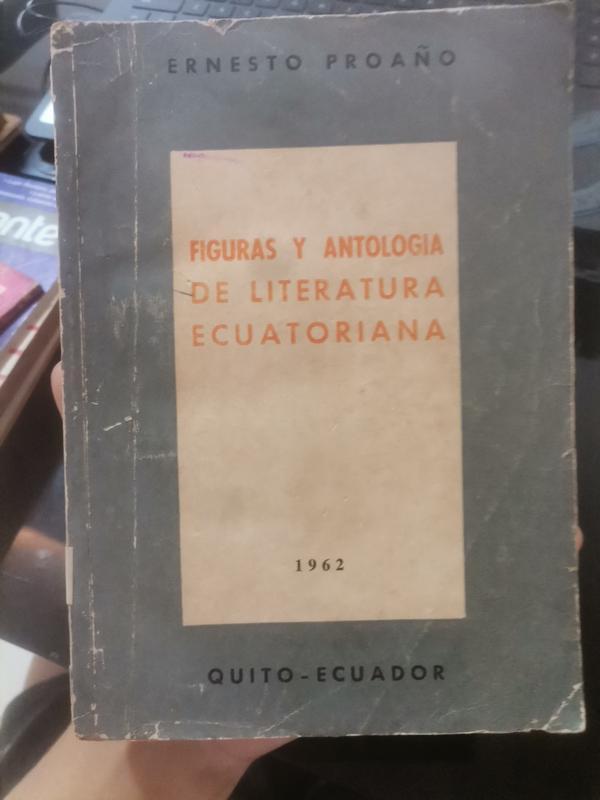 ERNESTO PROAÑO
FIGURAS Y ANTOLOGIA
DE LITERATURA
ECUATORIANA
1962
QUITO-ECUADOR